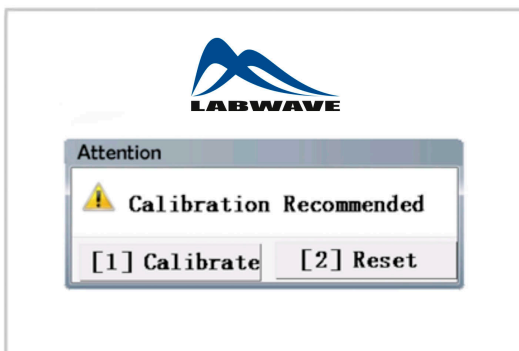 LABWAVE
Attention
Calibration Recommended
[1] Calibrate [2] Reset